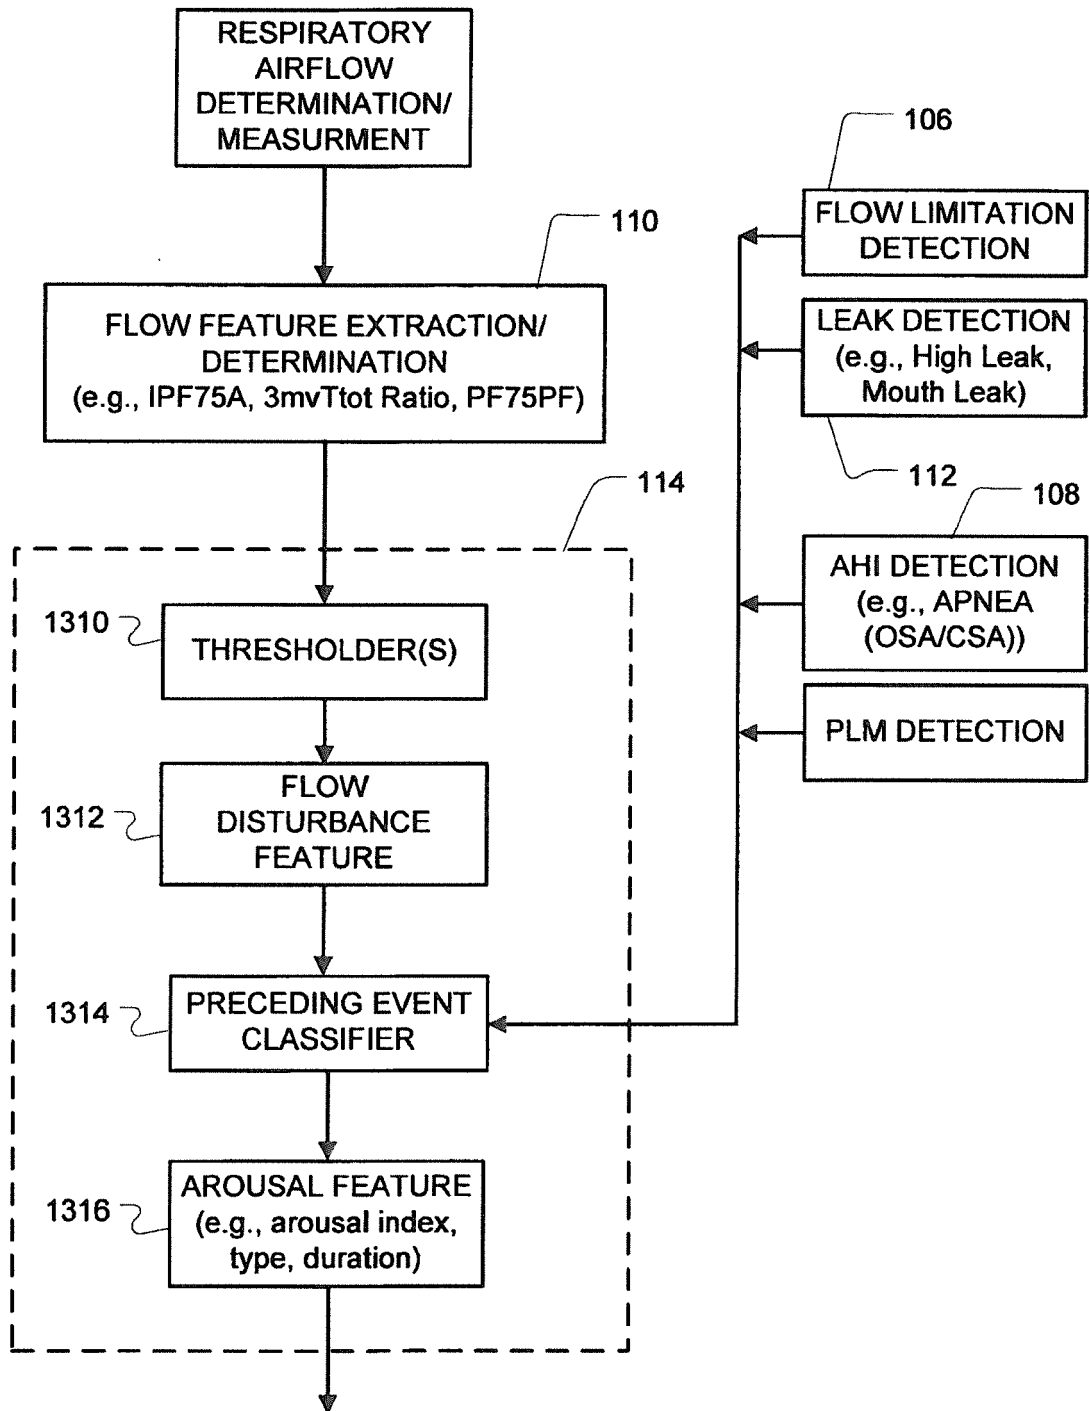 RESPIRATORY
AIRFLOW
DETERMINATION/
MEASURMENT
110
FLOW FEATURE EXTRACTION/
DETERMINATION
(e.g., IPF75A, 3mvTtot Ratio, PF75PF)
106
FLOW LIMITATION
DETECTION
LEAK DETECTION
(e.g., High Leak,
Mouth Leak)
112
108
AHI DETECTION
(e.g., APNEA
(OSA/CSA))
PLM DETECTION
114
1310
THRESHOLDER(S)
1312
FLOW
DISTURBANCE
FEATURE
1314
PRECEDING EVENT
CLASSIFIER
1316
AROUSAL FEATURE
(e.g., arousal index,
type, duration)